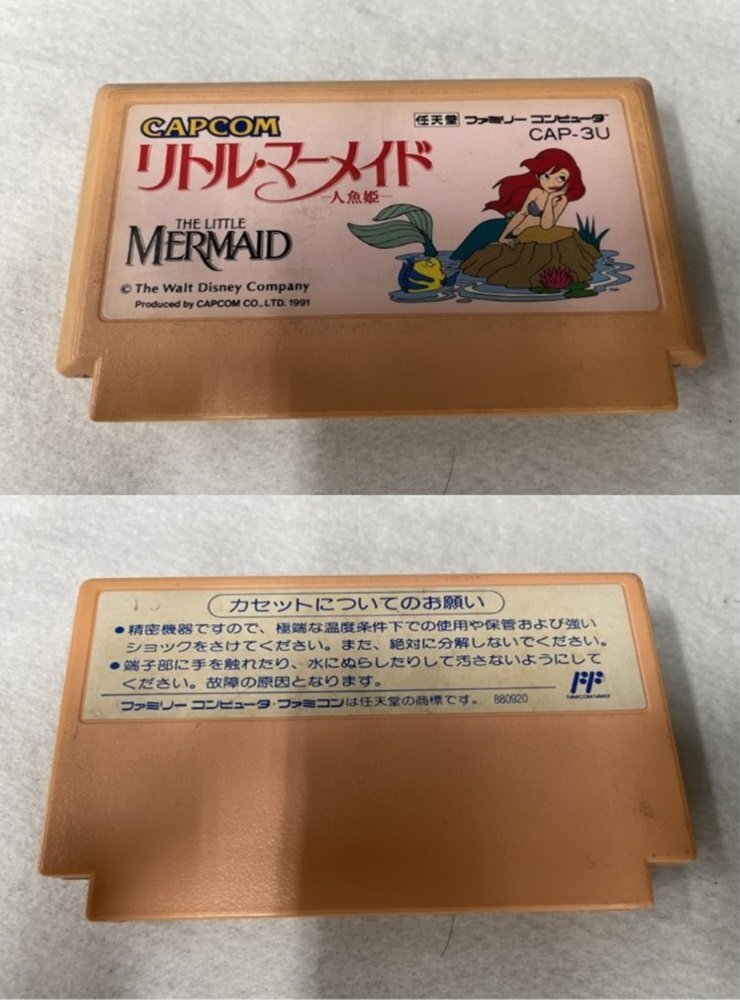 CAPCOM
任天堂 ファミリー コンピュータ
CAP-3U
リトル・マーメイド
—人魚姫—
THE LITTLE
MERMAID
© The Walt Disney Company
Produced by CAPCOM CO., LTD. 1991
カセットについてのお願い
●精密機器ですので、極端な温度条件下での使用や保管および強い
ショックをさけてください。また、絶対に分解しないでください。
●端子部に手を触れたり、水にぬらしたりして汚さないようにして
ください。故障の原因となります。
ファミリー コンピュータ・ファミコンは任天堂の商標です。 880920